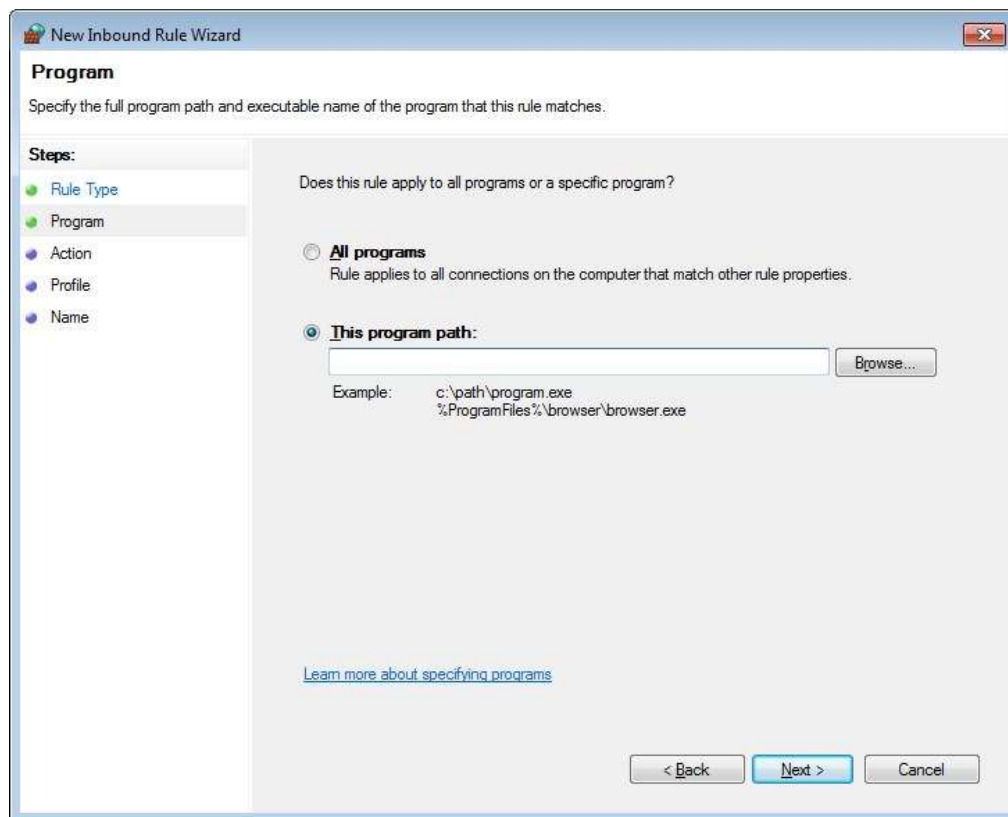 New Inbound Rule Wizard
Program
Specify the full program path and executable name of the program that this rule matches.
Steps:
Rule Type
Program
Action
Profile
Name
Does this rule apply to all programs or a specific program?
All programs
Rule applies to all connections on the computer that match other rule properties.
This program path:
Browse...
Example: c:\path\program.exe
%ProgramFiles%\browser\browser.exe
Learn more about specifying programs
< Back Next > Cancel